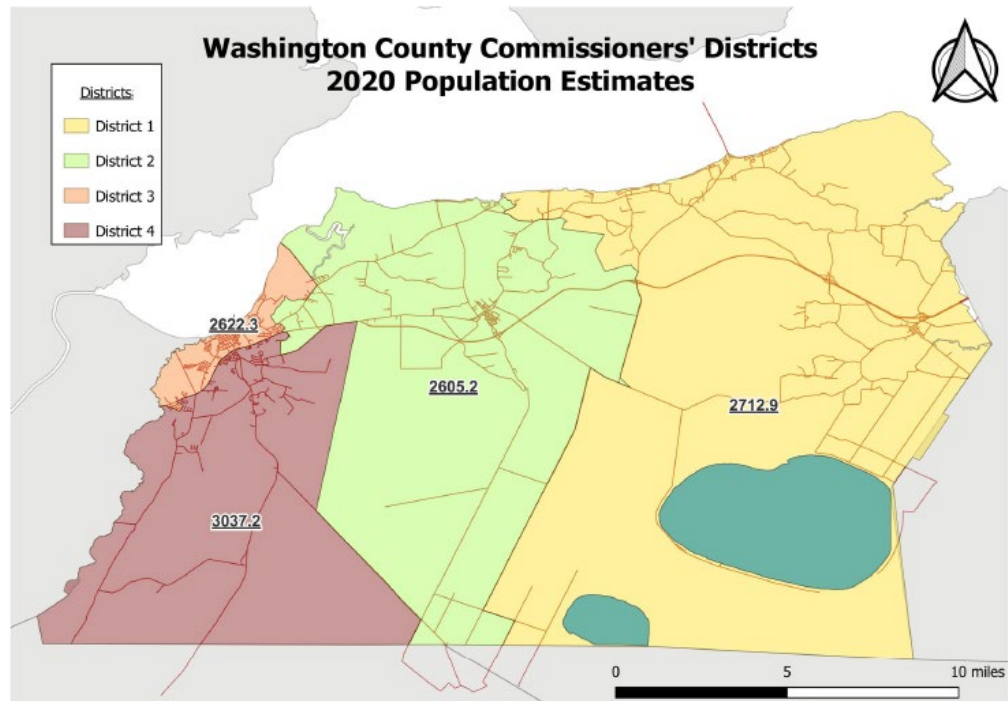 Washington County Commissioners' Districts
2020 Population Estimates
Districts
District 1
District 2
District 3
District 4
2622.3
2605.2
2712.9
3037.2
0 5 10 miles